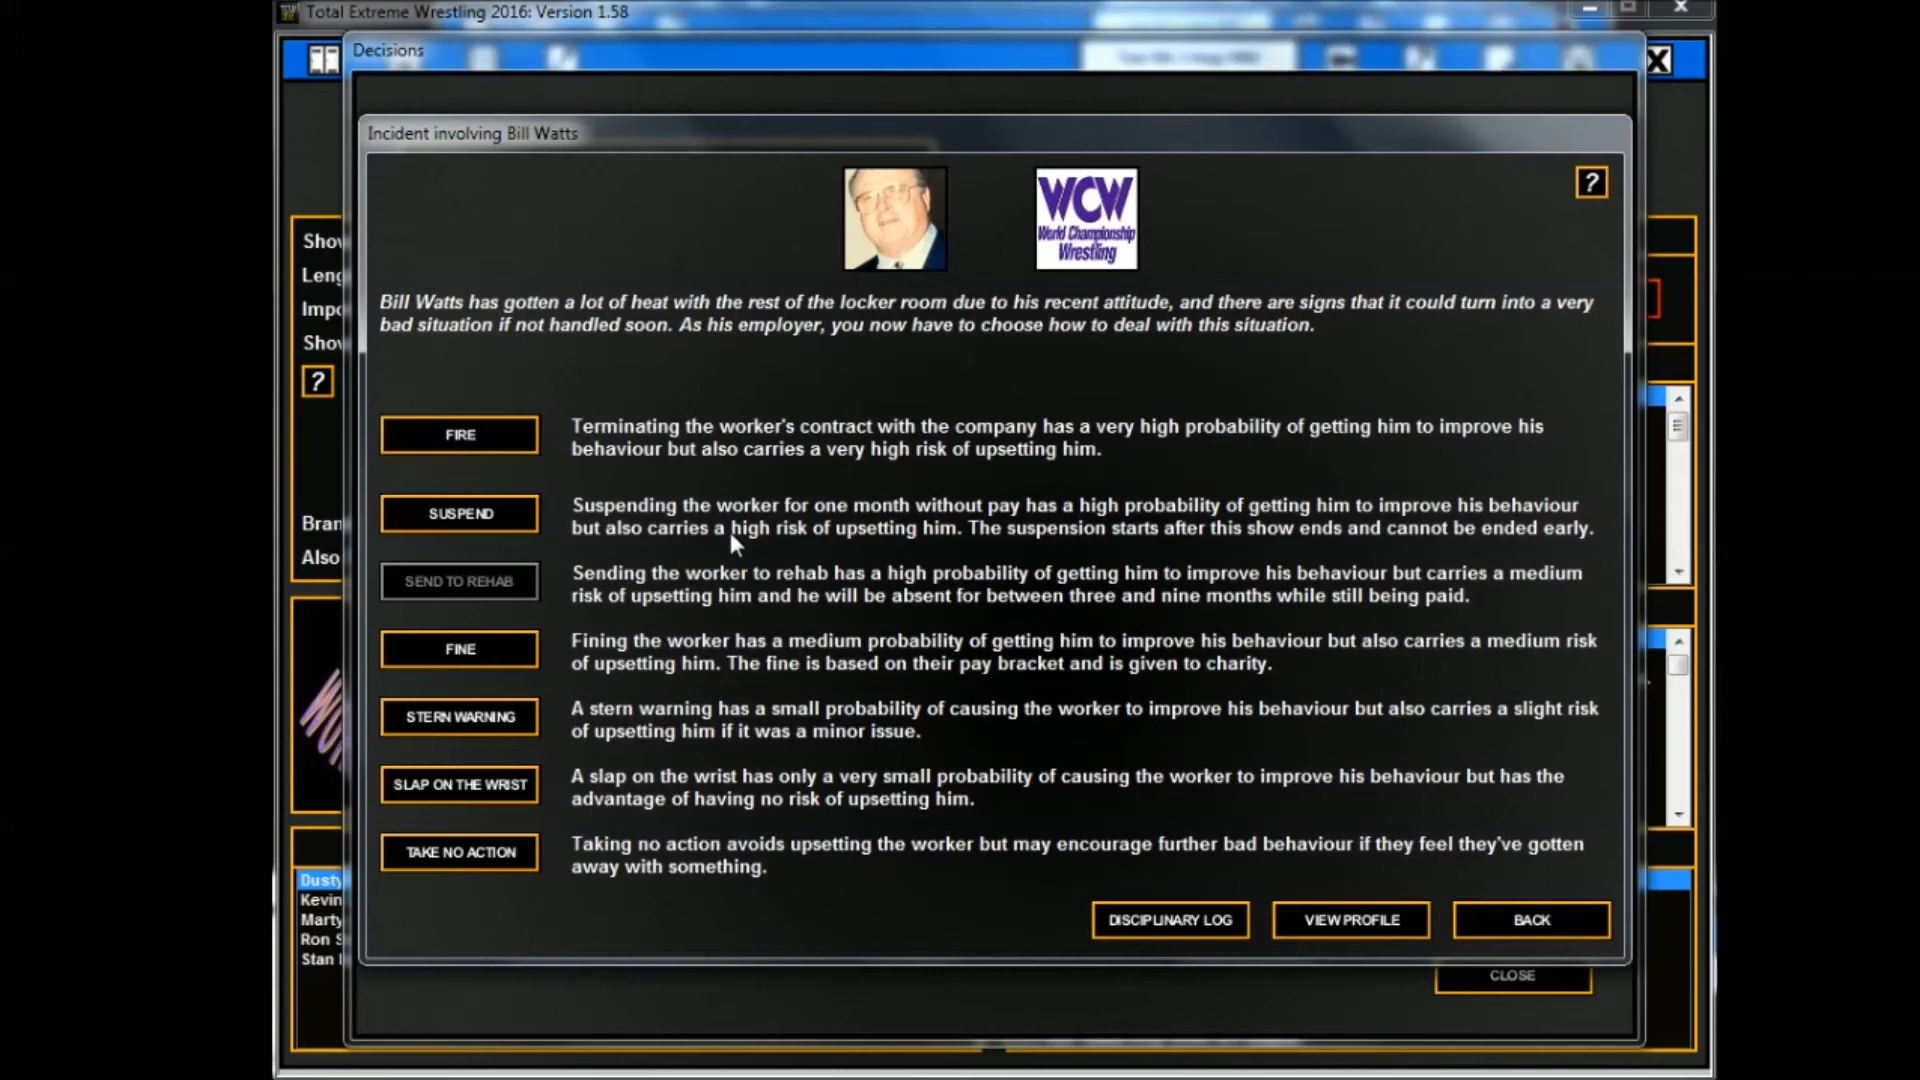 Total Extreme Wrestling 2016: Version 1.58
Decisions
Incident involving Bill Watts
WCW
World Championship
Wrestling
?
Bill Watts has gotten a lot of heat with the rest of the locker room due to his recent attitude, and there are signs that it could turn into a very
bad situation if not handled soon. As his employer, you now have to choose how to deal with this situation.
FIRE
Terminating the worker's contract with the company has a very high probability of getting him to improve his
behaviour but also carries a very high risk of upsetting him.
SUSPEND
Suspending the worker for one month without pay has a high probability of getting him to improve his behaviour
but also carries a high risk of upsetting him. The suspension starts after this show ends and cannot be ended early.
SEND TO REHAB
Sending the worker to rehab has a high probability of getting him to improve his behaviour but carries a medium
risk of upsetting him and he will be absent for between three and nine months while still being paid.
FINE
Fining the worker has a medium probability of getting him to improve his behaviour but also carries a medium risk
of upsetting him. The fine is based on their pay bracket and is given to charity.
STERN WARNING
A stern warning has a small probability of causing the worker to improve his behaviour but also carries a slight risk
of upsetting him if it was a minor issue.
SLAP ON THE WRIST
A slap on the wrist has only a very small probability of causing the worker to improve his behaviour but has the
advantage of having no risk of upsetting him.
TAKE NO ACTION
Taking no action avoids upsetting the worker but may encourage further bad behaviour if they feel they've gotten
away with something.
DISCIPLINARY LOG
VIEW PROFILE
BACK
CLOSE
Show
Leng
Impo
Show
?
Bran
Also
Dusty
Kevin
Marty
Ron S
Stan